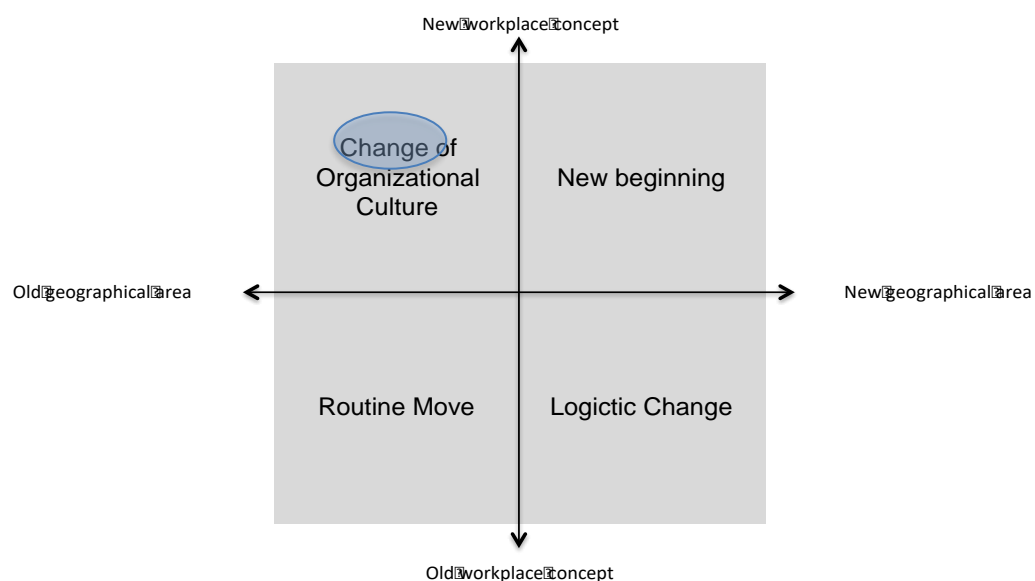 New workplace concept
Change of
Organizational
Culture
New beginning
Old geographical area
New geographical area
Routine Move
Logictic Change
Old workplace concept